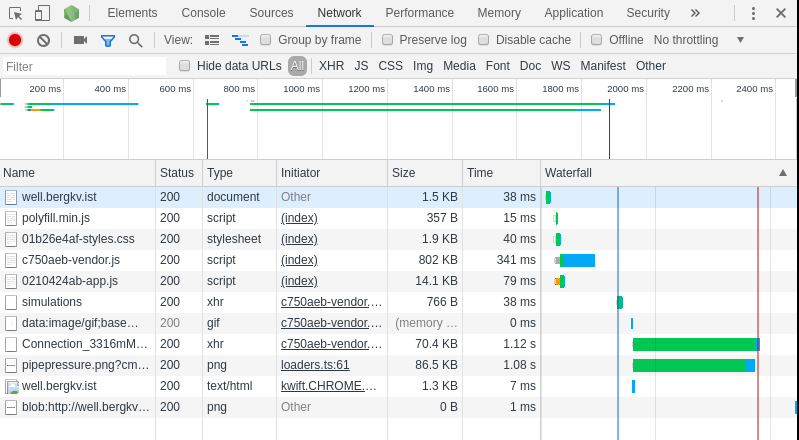 Elements Console Sources Network Performance Memory Application Security »
View: Group by frame Preserve log Disable cache Offline No throttling
Filter Hide data URLs All XHR JS CSS Img Media Font Doc WS Manifest Other
200 ms 400 ms 600 ms 800 ms 1000 ms 1200 ms 1400 ms 1600 ms 1800 ms 2000 ms 2200 ms 2400 ms
Name Status Type Initiator Size Time Waterfall
well.bergkv.ist 200 document Other 1.5 KB 38 ms
polyfill.min.js 200 script (index) 357 B 15 ms
01b26e4af-styles.css 200 stylesheet (index) 1.9 KB 40 ms
c750aeb-vendor.js 200 script (index) 802 KB 341 ms
0210424ab-app.js 200 script (index) 14.1 KB 79 ms
simulations 200 xhr c750aeb-vendor.… 766 B 38 ms
data:image/gif;base… 200 gif c750aeb-vendor.… (memory … 0 ms
Connection_3316mM… 200 xhr c750aeb-vendor.… 70.4 KB 1.12 s
pipepressure.png?cm… 200 png loaders.ts:61 86.5 KB 1.08 s
well.bergkv.ist 200 text/html kwift.CHROME.… 1.3 KB 7 ms
blob:http://well.bergkv… 200 png Other 0 B 1 ms